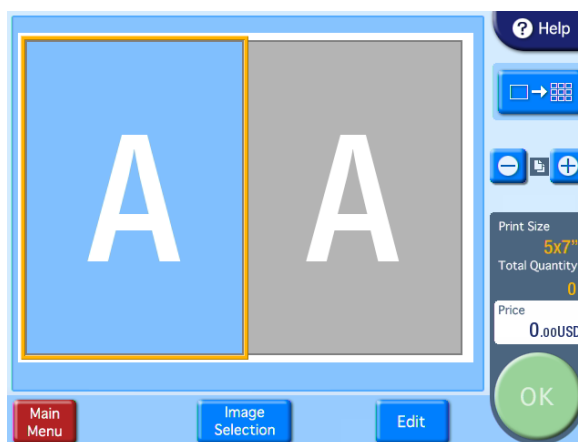 ? Help
A A
Print Size
5x7"
Total Quantity
0
Price
0.00USD
OK
Main
Menu
Image
Selection
Edit